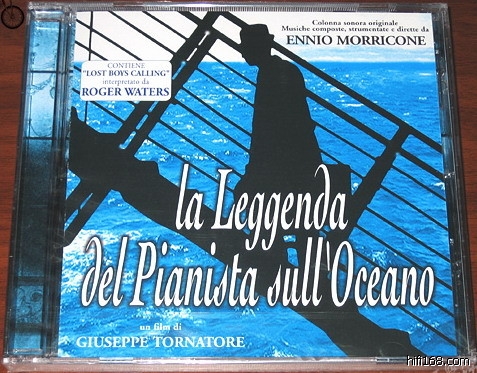 Colonna sonora originale
Musiche composte, strumentate e dirette da
ENNIO MORRICONE
CONTIENE
"LOST BOYS CALLING"
interpretato da
ROGER WATERS
la Leggenda
del Pianista sull'Oceano
un film di
GIUSEPPE TORNATORE
hifi168.com